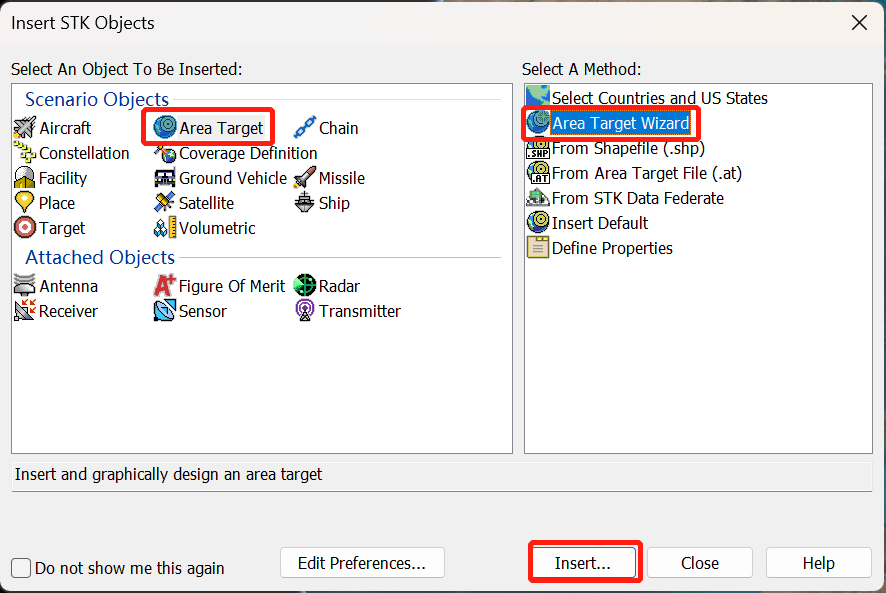 Insert STK Objects
Select An Object To Be Inserted:
Scenario Objects
Aircraft Area Target Chain
Constellation Coverage Definition
Facility Ground Vehicle Missile
Place Satellite Ship
Target Volumetric
Attached Objects
Antenna Figure Of Merit Radar
Receiver Sensor Transmitter
Select A Method:
Select Countries and US States
Area Target Wizard
.SHP From Shapefile (.shp)
.AT From Area Target File (.at)
From STK Data Federate
Insert Default
Define Properties
Insert and graphically design an area target
Do not show me this again Edit Preferences... Insert... Close Help